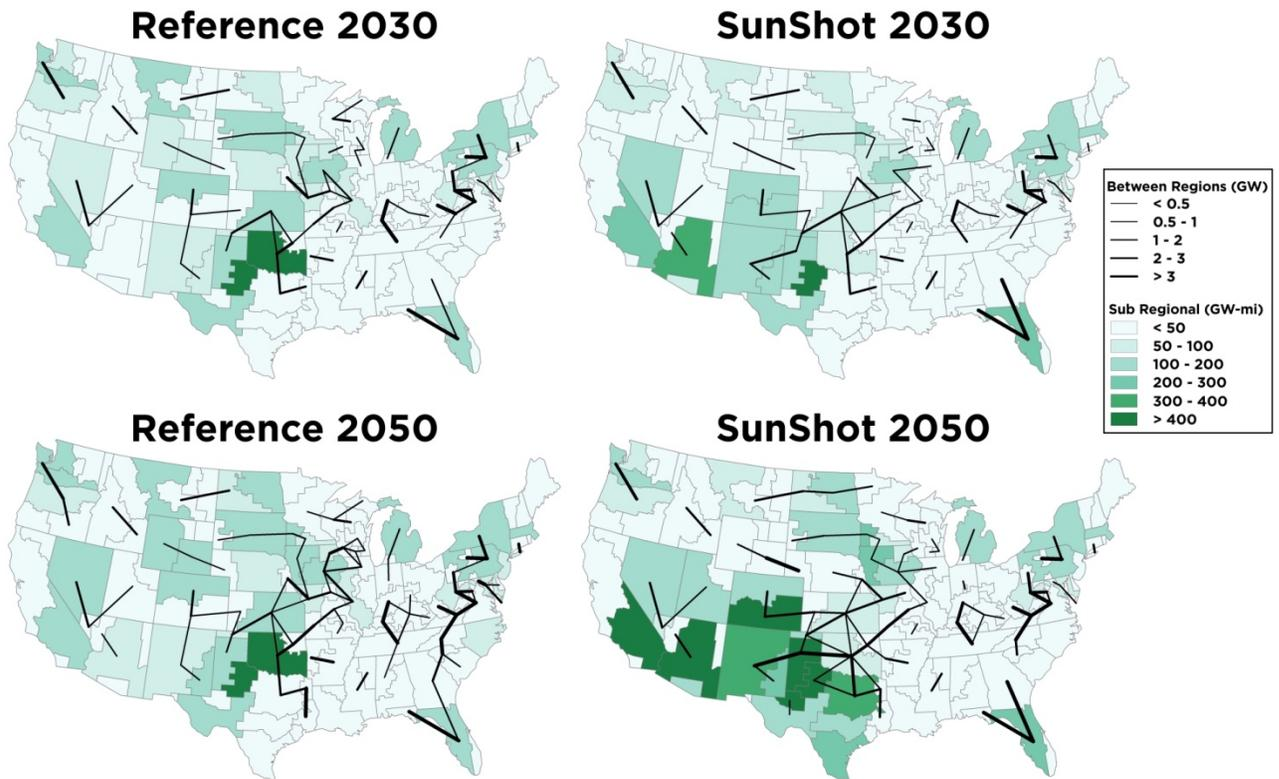 Reference 2030
SunShot 2030
Between Regions (GW)
< 0.5
0.5 - 1
1 - 2
2 - 3
> 3
Sub Regional (GW-mi)
< 50
50 - 100
100 - 200
200 - 300
300 - 400
> 400
Reference 2050
SunShot 2050